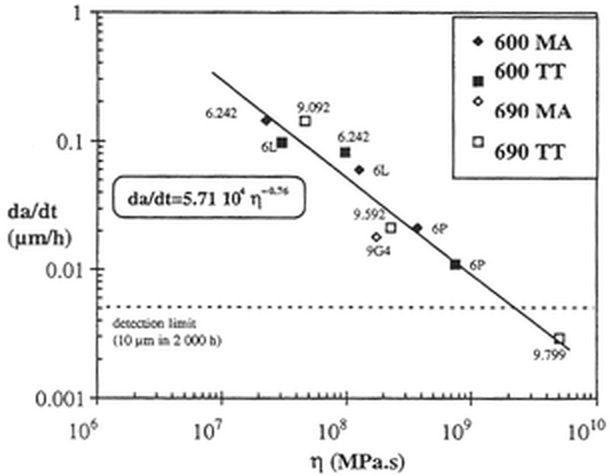 1
600 MA
600 TT
690 MA
690 TT
6.242
9.092
0.1
6L
6.242
6L
da/dt=5.71 10⁴ η⁻⁰·⁷⁶
da/dt
(µm/h)
9.592
6P
9G4
0.01
6P
detection limit
(10 µm in 2 000 h)
9.799
0.001
10⁶ 10⁷ 10⁸ 10⁹ 10¹⁰
η (MPa.s)